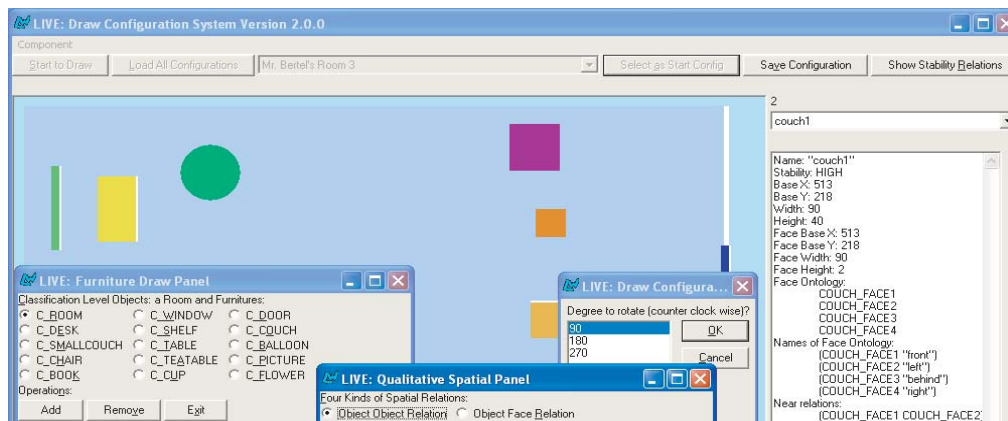 LIVE: Draw Configuration System Version 2.0.0
Component
Start to Draw
Load All Configurations
Mr. Bertel's Room 3
Select as Start Config
Save Configuration
Show Stability Relations
2
couch1
Name: "couch1"
Stability: HIGH
Base X: 513
Base Y: 218
Width: 90
Height: 40
Face Base X: 513
Face Base Y: 218
Face Width: 90
Face Height: 2
Face Ontology:
COUCH_FACE1
COUCH_FACE2
COUCH_FACE3
COUCH_FACE4
Names of Face Ontology:
(COUCH_FACE1 "front")
(COUCH_FACE2 "left")
(COUCH_FACE3 "behind")
(COUCH_FACE4 "right")
Near relations:
(COUCH_FACE1 COUCH_FACE2)
LIVE: Furniture Draw Panel
Classification Level Objects: a Room and Furnitures:
C_ROOM C_WINDOW C_DOOR
C_DESK C_SHELF C_COUCH
C_SMALLCOUCH C_TABLE C_BALLOON
C_CHAIR C_TEATABLE C_PICTURE
C_BOOK C_CUP C_FLOWER
Operations:
Add Remove Exit
LIVE: Draw Configura...
Degree to rotate (counter clock wise)?
90
180
270
OK
Cancel
LIVE: Qualitative Spatial Panel
Four Kinds of Spatial Relations:
Object Object Relation Object Face Relation